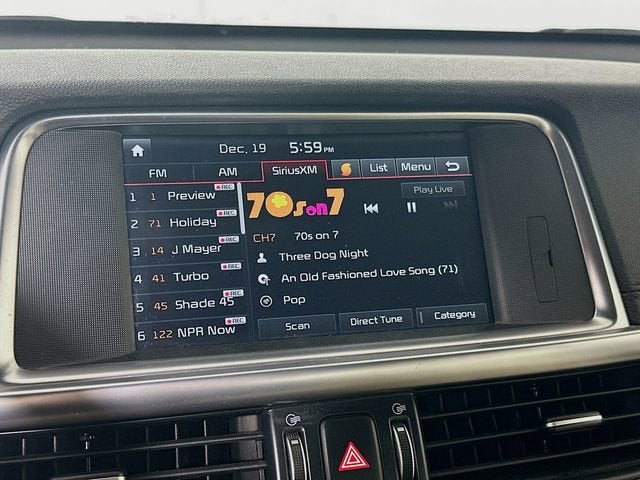 Dec, 19 5:59 PM
FM AM SiriusXM List Menu
1 1 Preview REC
2 71 Holiday REC
3 14 J Mayer REC
4 41 Turbo REC
5 45 Shade 45 REC
6 122 NPR Now REC
70s on 7
Play Live
CH7 70s on 7
Three Dog Night
An Old Fashioned Love Song (71)
Pop
Scan Direct Tune Category